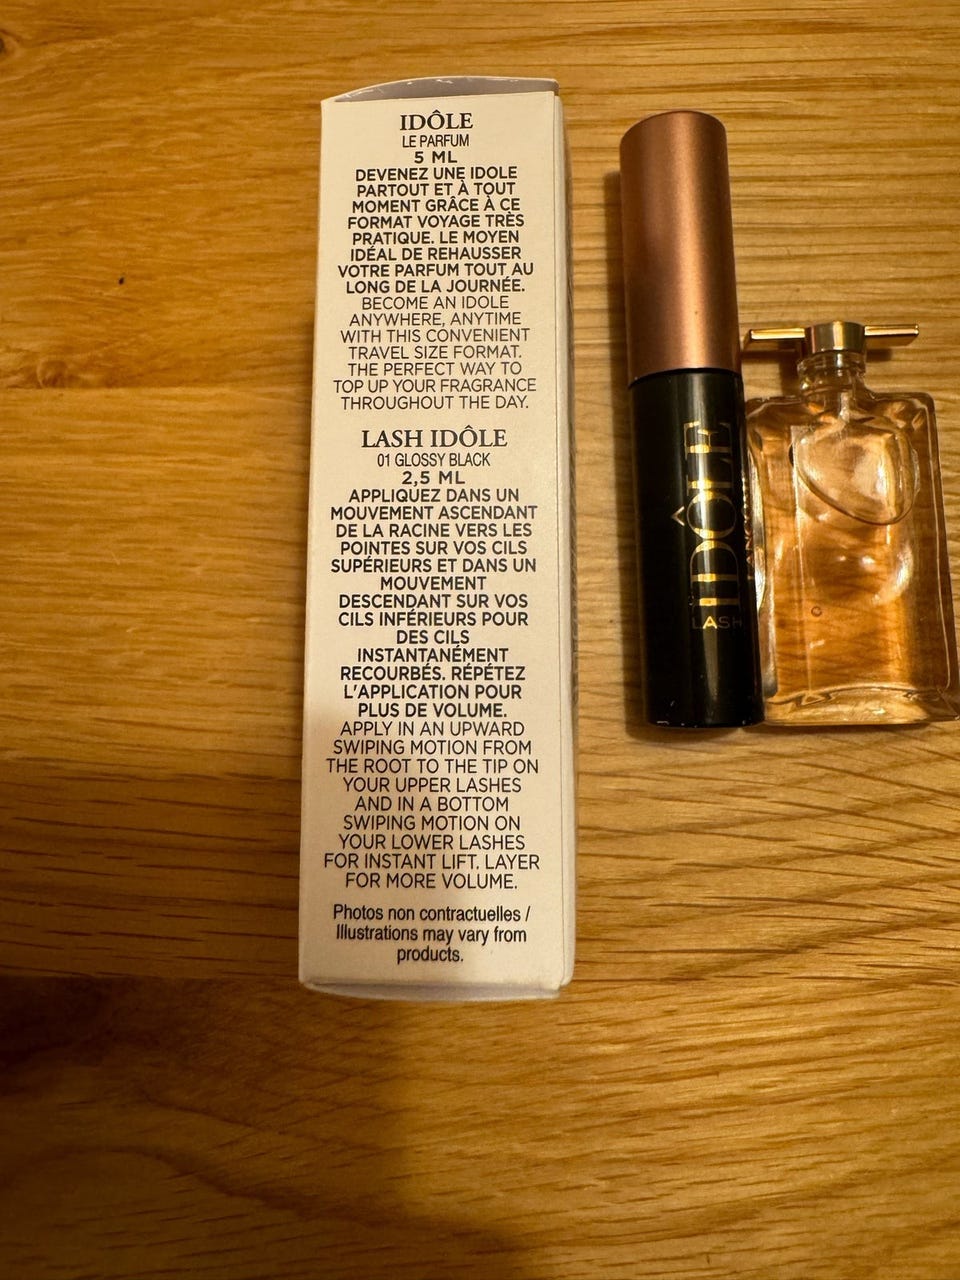 IDÔLE
LE PARFUM
5 ML
DEVENEZ UNE IDOLE
PARTOUT ET À TOUT
MOMENT GRÂCE À CE
FORMAT VOYAGE TRÈS
PRATIQUE. LE MOYEN
IDÉAL DE REHAUSSER
VOTRE PARFUM TOUT AU
LONG DE LA JOURNÉE.
BECOME AN IDOLE
ANYWHERE, ANYTIME
WITH THIS CONVENIENT
TRAVEL SIZE FORMAT.
THE PERFECT WAY TO
TOP UP YOUR FRAGRANCE
THROUGHOUT THE DAY.
LASH IDÔLE
01 GLOSSY BLACK
2,5 ML
APPLIQUEZ DANS UN
MOUVEMENT ASCENDANT
DE LA RACINE VERS LES
POINTES SUR VOS CILS
SUPÉRIEURS ET DANS UN
MOUVEMENT
DESCENDANT SUR VOS
CILS INFÉRIEURS POUR
DES CILS
INSTANTANÉMENT
RECOURBÉS. RÉPÉTEZ
L'APPLICATION POUR
PLUS DE VOLUME.
APPLY IN AN UPWARD
SWIPING MOTION FROM
THE ROOT TO THE TIP ON
YOUR UPPER LASHES
AND IN A BOTTOM
SWIPING MOTION ON
YOUR LOWER LASHES
FOR INSTANT LIFT. LAYER
FOR MORE VOLUME.
Photos non contractuelles /
Illustrations may vary from
products.
LASH
IDÔLE